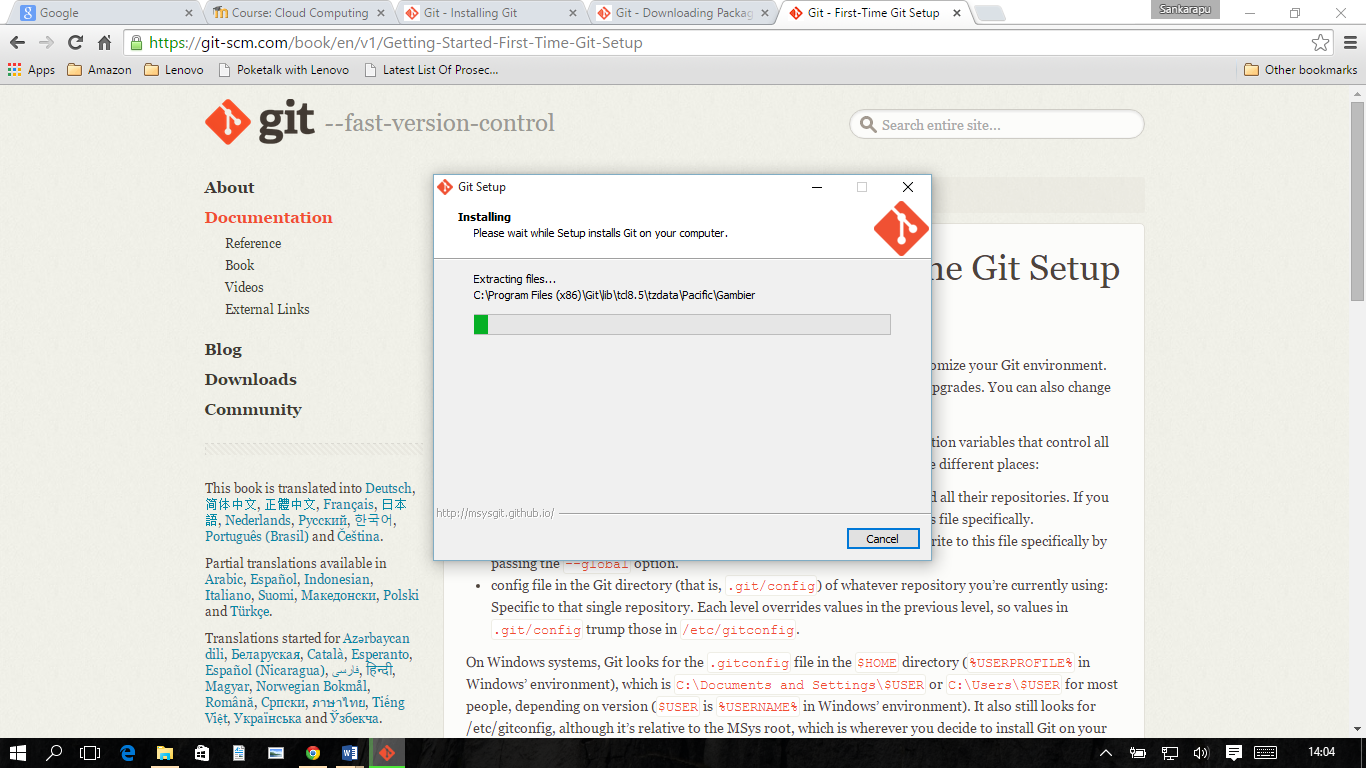 Google
Course: Cloud Computing
Git - Installing Git
Git - Downloading Packag
Git - First-Time Git Setup
Sankarapu
https://git-scm.com/book/en/v1/Getting-Started-First-Time-Git-Setup
Apps Amazon Lenovo Poketalk with Lenovo Latest List Of Prosec... Other bookmarks
git --fast-version-control
Search entire site...
About
Documentation
Reference
Book
Videos
External Links
Blog
Downloads
Community
This book is translated into Deutsch,
简体中文, 正體中文, Français, 日本
語, Nederlands, Русский, 한국어,
Português (Brasil) and Čeština.
Partial translations available in
Arabic, Español, Indonesian,
Italiano, Suomi, Македонски, Polski
and Türkçe.
Translations started for Azərbaycan
dili, Беларуская, Català, Esperanto,
Español (Nicaragua), فارسی, हिन्दी,
Magyar, Norwegian Bokmål,
Română, Српски, ภาษาไทย, Tiếng
Việt, Українська and Ўзбекча.
Git Setup
Installing
Please wait while Setup installs Git on your computer.
Extracting files...
C:\Program Files (x86)\Git\lib\tcl8.5\tzdata\Pacific\Gambier
http://msysgit.github.io/
Cancel
ne Git Setup
omize your Git environment.
pgrades. You can also change
tion variables that control all
e different places:
d all their repositories. If you
s file specifically.
rite to this file specifically by
passing the --global option.
• config file in the Git directory (that is, .git/config) of whatever repository you're currently using:
Specific to that single repository. Each level overrides values in the previous level, so values in
.git/config trump those in /etc/gitconfig.
On Windows systems, Git looks for the .gitconfig file in the $HOME directory (%USERPROFILE% in
Windows' environment), which is C:\Documents and Settings\$USER or C:\Users\$USER for most
people, depending on version ($USER is %USERNAME% in Windows' environment). It also still looks for
/etc/gitconfig, although it's relative to the MSys root, which is wherever you decide to install Git on your
14:04